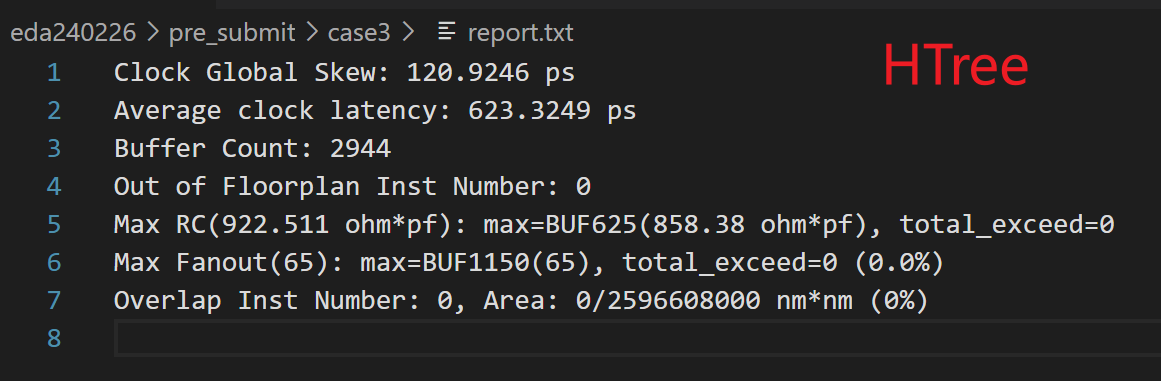 eda240226 > pre_submit > case3 > report.txt
HTree
1 Clock Global Skew: 120.9246 ps
2 Average clock latency: 623.3249 ps
3 Buffer Count: 2944
4 Out of Floorplan Inst Number: 0
5 Max RC(922.511 ohm*pf): max=BUF625(858.38 ohm*pf), total_exceed=0
6 Max Fanout(65): max=BUF1150(65), total_exceed=0 (0.0%)
7 Overlap Inst Number: 0, Area: 0/2596608000 nm*nm (0%)
8